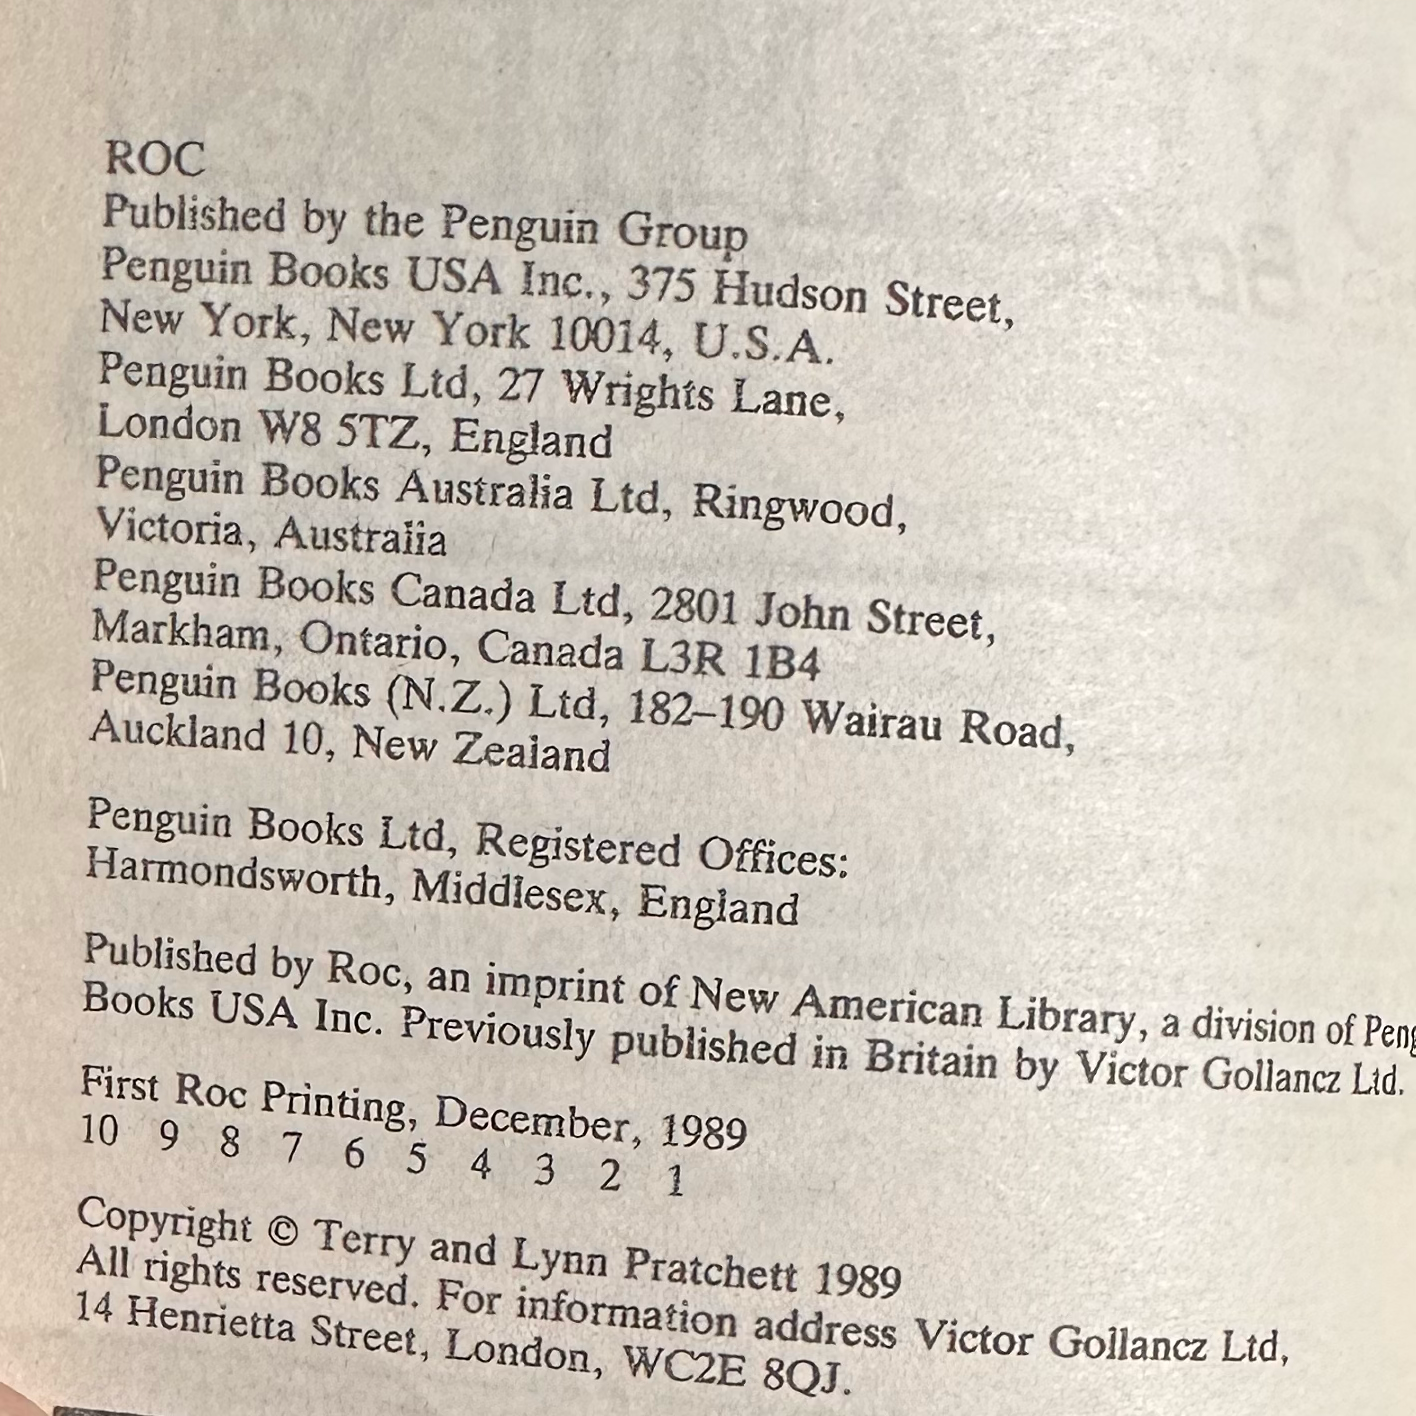 ROC
Published by the Penguin Group
Penguin Books USA Inc., 375 Hudson Street,
New York, New York 10014, U.S.A.
Penguin Books Ltd, 27 Wrights Lane,
London W8 5TZ, England
Penguin Books Australia Ltd, Ringwood,
Victoria, Australia
Penguin Books Canada Ltd, 2801 John Street,
Markham, Ontario, Canada L3R 1B4
Penguin Books (N.Z.) Ltd, 182–190 Wairau Road,
Auckland 10, New Zealand
Penguin Books Ltd, Registered Offices:
Harmondsworth, Middlesex, England
Published by Roc, an imprint of New American Library, a division of
Books USA Inc. Previously published in Britain by Victor Gollancz Ltd.
First Roc Printing, December, 1989
10 9 8 7 6 5 4 3 2 1
Copyright © Terry and Lynn Pratchett 1989
All rights reserved. For information address Victor Gollancz Ltd,
14 Henrietta Street, London, WC2E 8QJ.